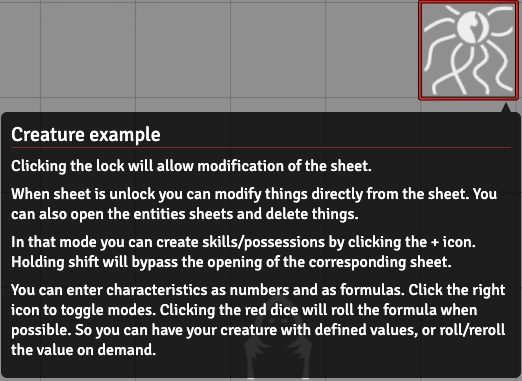 Creature example
Clicking the lock will allow modification of the sheet.
When sheet is unlock you can modify things directly from the sheet. You
can also open the entities sheets and delete things.
In that mode you can create skills/possessions by clicking the + icon.
Holding shift will bypass the opening of the corresponding sheet.
You can enter characteristics as numbers and as formulas. Click the right
icon to toggle modes. Clicking the red dice will roll the formula when
possible. So you can have your creature with defined values, or roll/reroll
the value on demand.